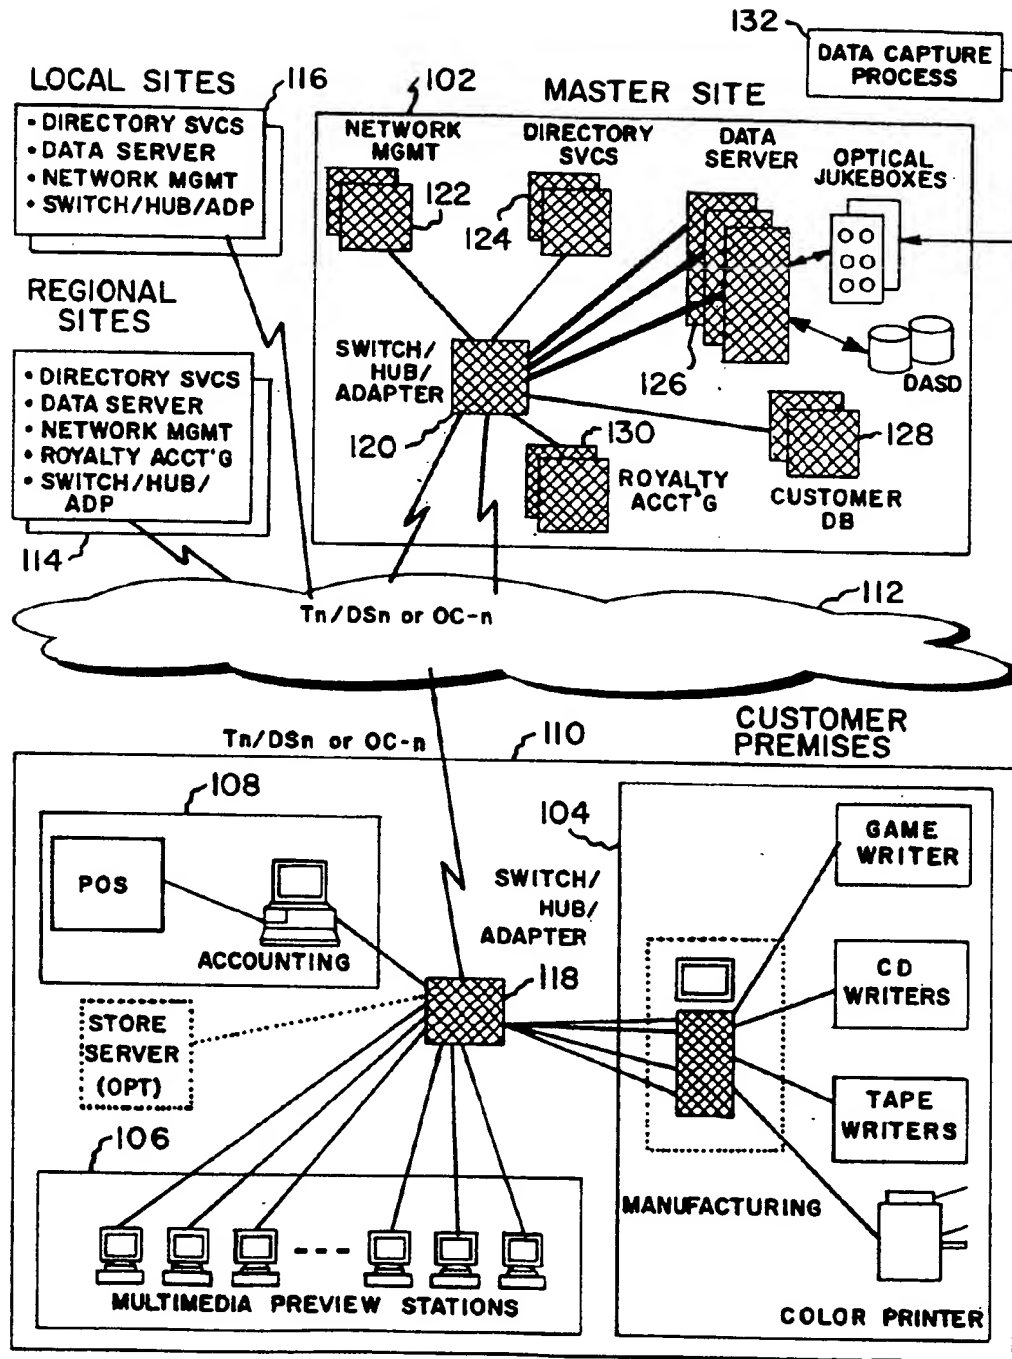 132
DATA CAPTURE
PROCESS
LOCAL SITES
116
• DIRECTORY SVCS
• DATA SERVER
• NETWORK MGMT
• SWITCH/HUB/ADP
REGIONAL
SITES
• DIRECTORY SVCS
• DATA SERVER
• NETWORK MGMT
• ROYALTY ACCT'G
• SWITCH/HUB/
ADP
114
102
MASTER SITE
NETWORK
MGMT
122
DIRECTORY
SVCS
124
DATA
SERVER
126
OPTICAL
JUKEBOXES
DASD
SWITCH/
HUB/
ADAPTER
120
130
ROYALTY
ACCT'G
128
CUSTOMER
DB
112
Tn/DSn or OC-n
Tn/DSn or OC-n
110
CUSTOMER
PREMISES
108
POS
ACCOUNTING
SWITCH/
HUB/
ADAPTER
118
STORE
SERVER
(OPT)
106
MULTIMEDIA PREVIEW STATIONS
104
GAME
WRITER
CD
WRITERS
TAPE
WRITERS
MANUFACTURING
COLOR PRINTER